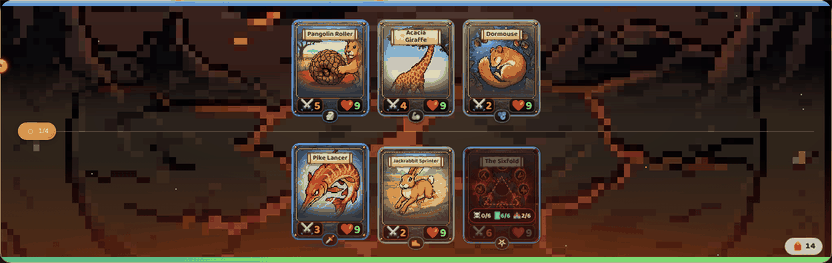 Pangolin Roller
Acacia
Giraffe
Dormouse
5 9
4 9
2 9
1/4
Pike Lancer
Jackrabbit Sprinter
The Sixfold
0/6 6/6 2/6
3 9
2 9
6 9
14